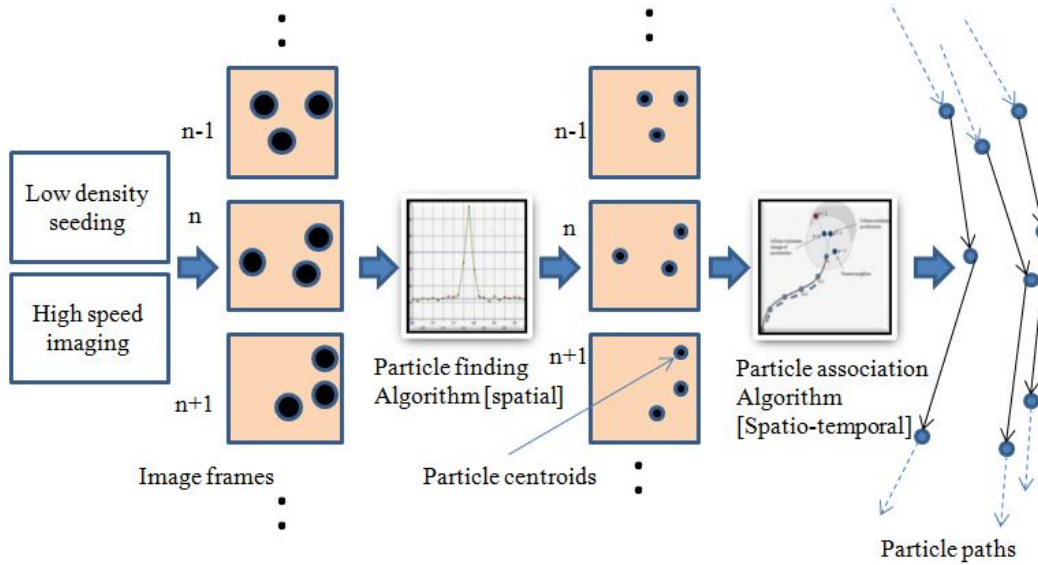 Low density
seeding
High speed
imaging
n-1
n
n+1
Image frames
Particle finding
Algorithm [spatial]
n-1
n
n+1
Particle centroids
Particle association
Algorithm
[Spatio-temporal]
Particle paths